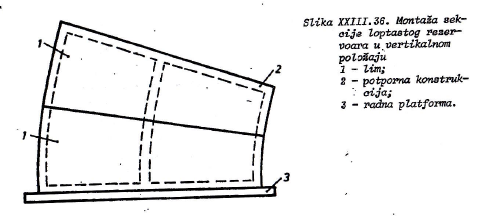 Slika XXIII.36. Montaža sek-
cije loptastog rezer-
voara u vertikalnom
položaju
1 - lim;
2 - potporna konstruk-
cija;
3 - radna platforma.
1
2
1
3